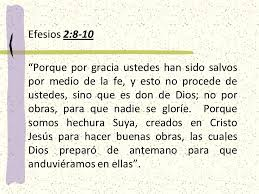 Efesios 2:8-10
“Porque por gracia ustedes han sido salvos
por medio de la fe, y esto no procede de
ustedes, sino que es don de Dios; no por
obras, para que nadie se gloríe. Porque
somos hechura Suya, creados en Cristo
Jesús para hacer buenas obras, las cuales
Dios preparó de antemano para que
anduviéramos en ellas”.